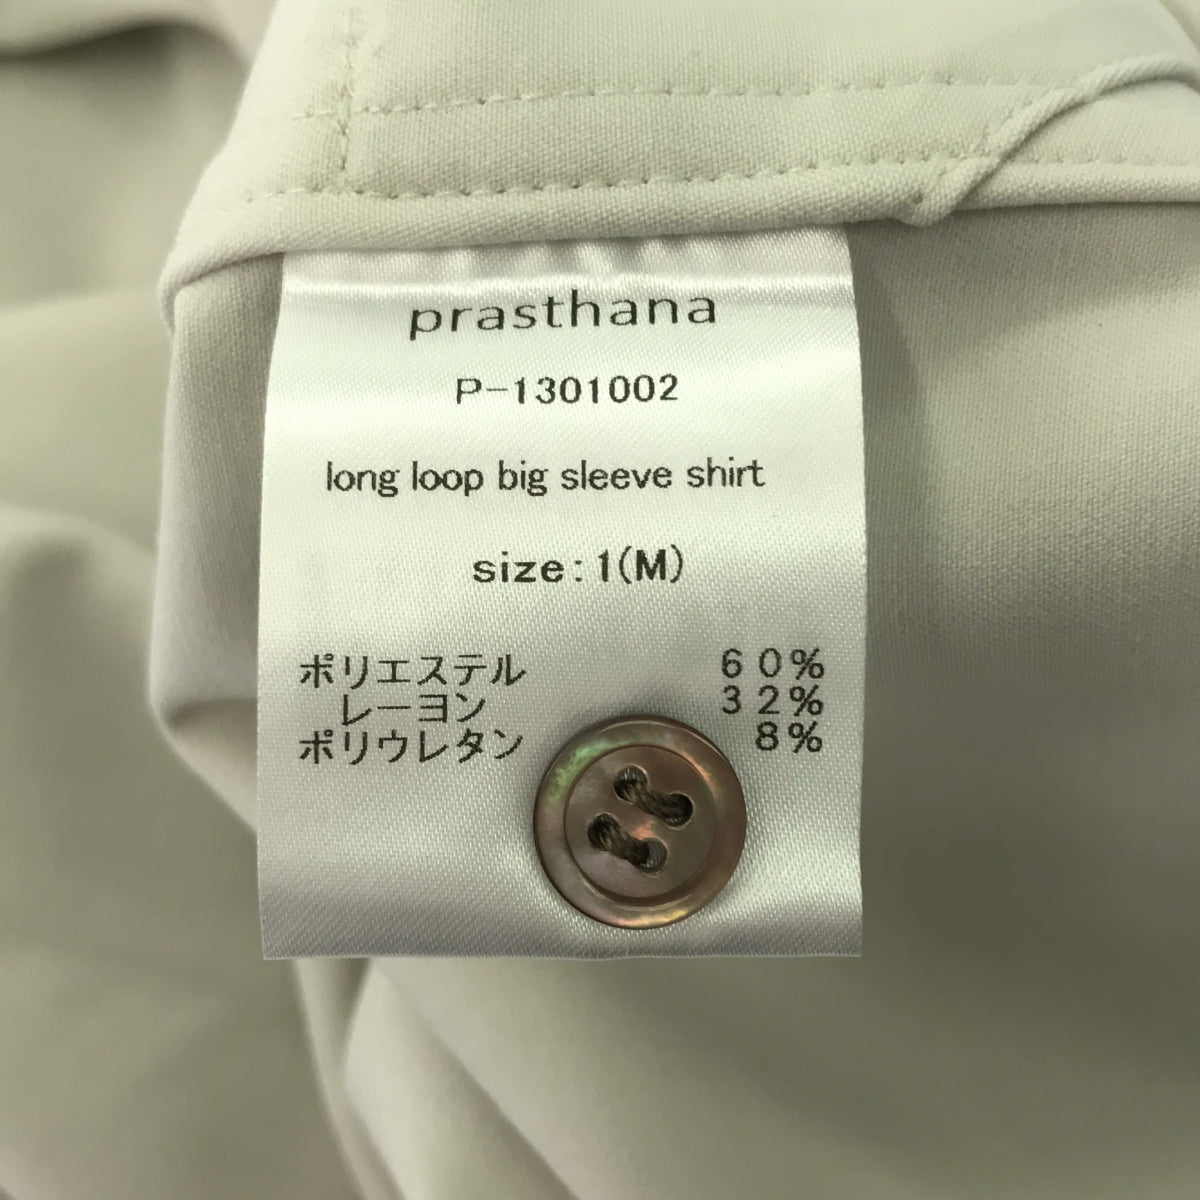 prasthana
P-1301002
long loop big sleeve shirt
size: 1(M)
ポリエステル 60%
レーヨン 32%
ポリウレタン 8%